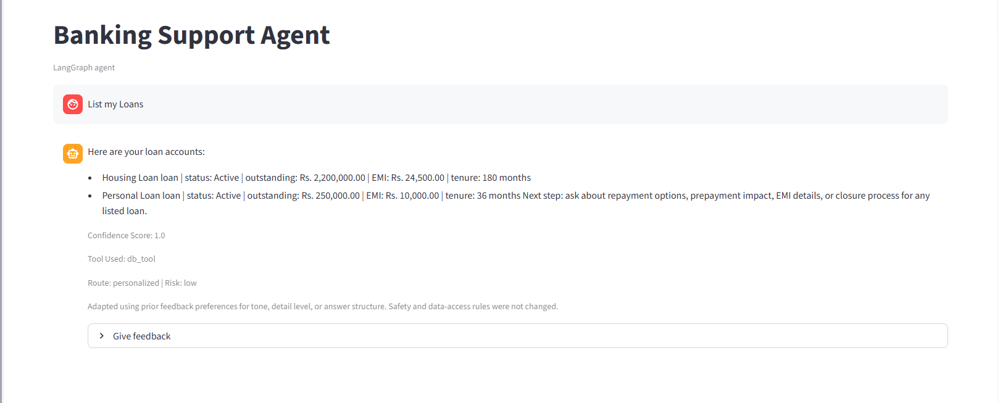 Banking Support Agent
LangGraph agent
List my Loans
Here are your loan accounts:
• Housing Loan loan | status: Active | outstanding: Rs. 2,200,000.00 | EMI: Rs. 24,500.00 | tenure: 180 months
• Personal Loan loan | status: Active | outstanding: Rs. 250,000.00 | EMI: Rs. 10,000.00 | tenure: 36 months Next step: ask about repayment options, prepayment impact, EMI details, or closure process for any
listed loan.
Confidence Score: 1.0
Tool Used: db_tool
Route: personalized | Risk: low
Adapted using prior feedback preferences for tone, detail level, or answer structure. Safety and data-access rules were not changed.
Give feedback